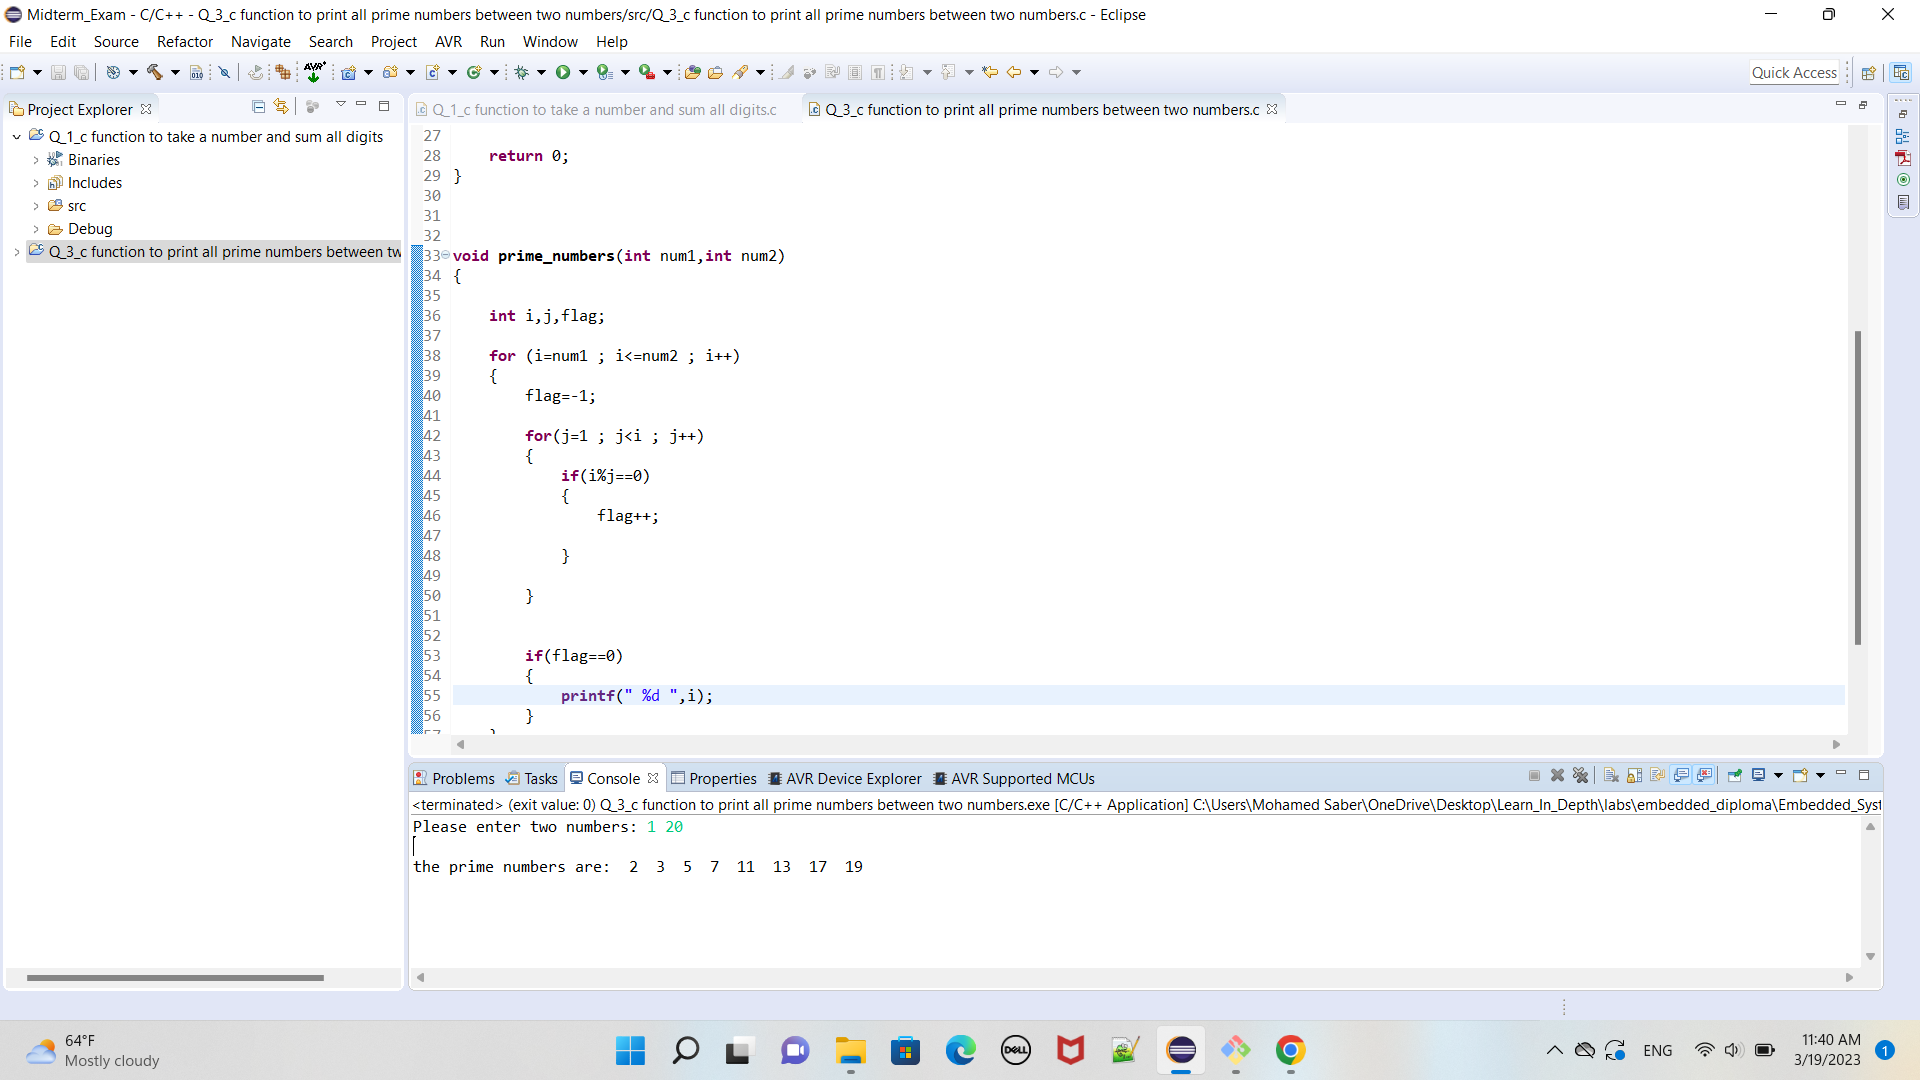 Midterm_Exam - C/C++ - Q_3_c function to print all prime numbers between two numbers/src/Q_3_c function to print all prime numbers between two numbers.c - Eclipse
File Edit Source Refactor Navigate Search Project AVR Run Window Help
Quick Access
Project Explorer
Q_1_c function to take a number and sum all digits
Binaries
Includes
src
Debug
Q_3_c function to print all prime numbers between tw
Q_1_c function to take a number and sum all digits.c
Q_3_c function to print all prime numbers between two numbers.c
27
28 return 0;
29 }
30
31
32
33 void prime_numbers(int num1,int num2)
34 {
35
36 int i,j,flag;
37
38 for (i=num1 ; i<=num2 ; i++)
39 {
40 flag=-1;
41
42 for(j=1 ; j<i ; j++)
43 {
44 if(i%j==0)
45 {
46 flag++;
47
48 }
49
50 }
51
52
53 if(flag==0)
54 {
55 printf(" %d ",i);
56 }
57 }
Problems Tasks Console Properties AVR Device Explorer AVR Supported MCUs
<terminated> (exit value: 0) Q_3_c function to print all prime numbers between two numbers.exe [C/C++ Application] C:\Users\Mohamed Saber\OneDrive\Desktop\Learn_In_Depth\labs\embedded_diploma\Embedded_Syst
Please enter two numbers: 1 20
the prime numbers are:  2  3  5  7  11  13  17  19
64°F
Mostly cloudy
DELL
ENG
11:40 AM
3/19/2023
1